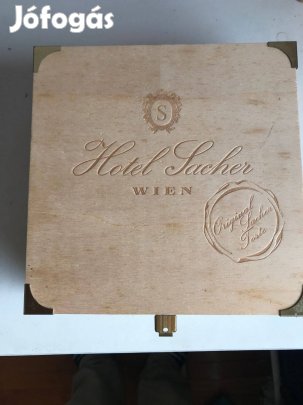 Jófogás
S
Hotel Sacher
WIEN
Original
Sacher
Torte